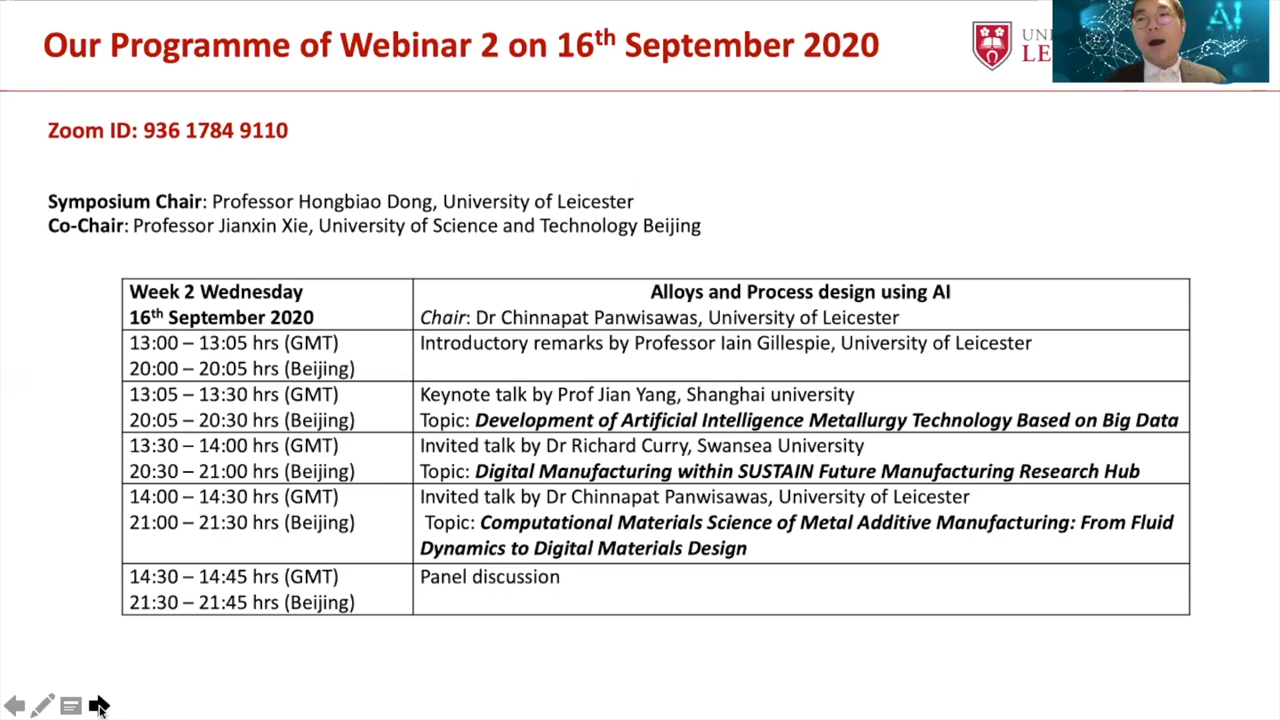 Our Programme of Webinar 2 on 16th September 2020
UNI
LE
AI
Zoom ID: 936 1784 9110
Symposium Chair: Professor Hongbiao Dong, University of Leicester
Co-Chair: Professor Jianxin Xie, University of Science and Technology Beijing
Week 2 Wednesday
16th September 2020
Alloys and Process design using AI
Chair: Dr Chinnapat Panwisawas, University of Leicester
13:00 – 13:05 hrs (GMT)
20:00 – 20:05 hrs (Beijing)
Introductory remarks by Professor Iain Gillespie, University of Leicester
13:05 – 13:30 hrs (GMT)
20:05 – 20:30 hrs (Beijing)
Keynote talk by Prof Jian Yang, Shanghai university
Topic: Development of Artificial Intelligence Metallurgy Technology Based on Big Data
13:30 – 14:00 hrs (GMT)
20:30 – 21:00 hrs (Beijing)
Invited talk by Dr Richard Curry, Swansea University
Topic: Digital Manufacturing within SUSTAIN Future Manufacturing Research Hub
14:00 – 14:30 hrs (GMT)
21:00 – 21:30 hrs (Beijing)
Invited talk by Dr Chinnapat Panwisawas, University of Leicester
Topic: Computational Materials Science of Metal Additive Manufacturing: From Fluid
Dynamics to Digital Materials Design
14:30 – 14:45 hrs (GMT)
21:30 – 21:45 hrs (Beijing)
Panel discussion